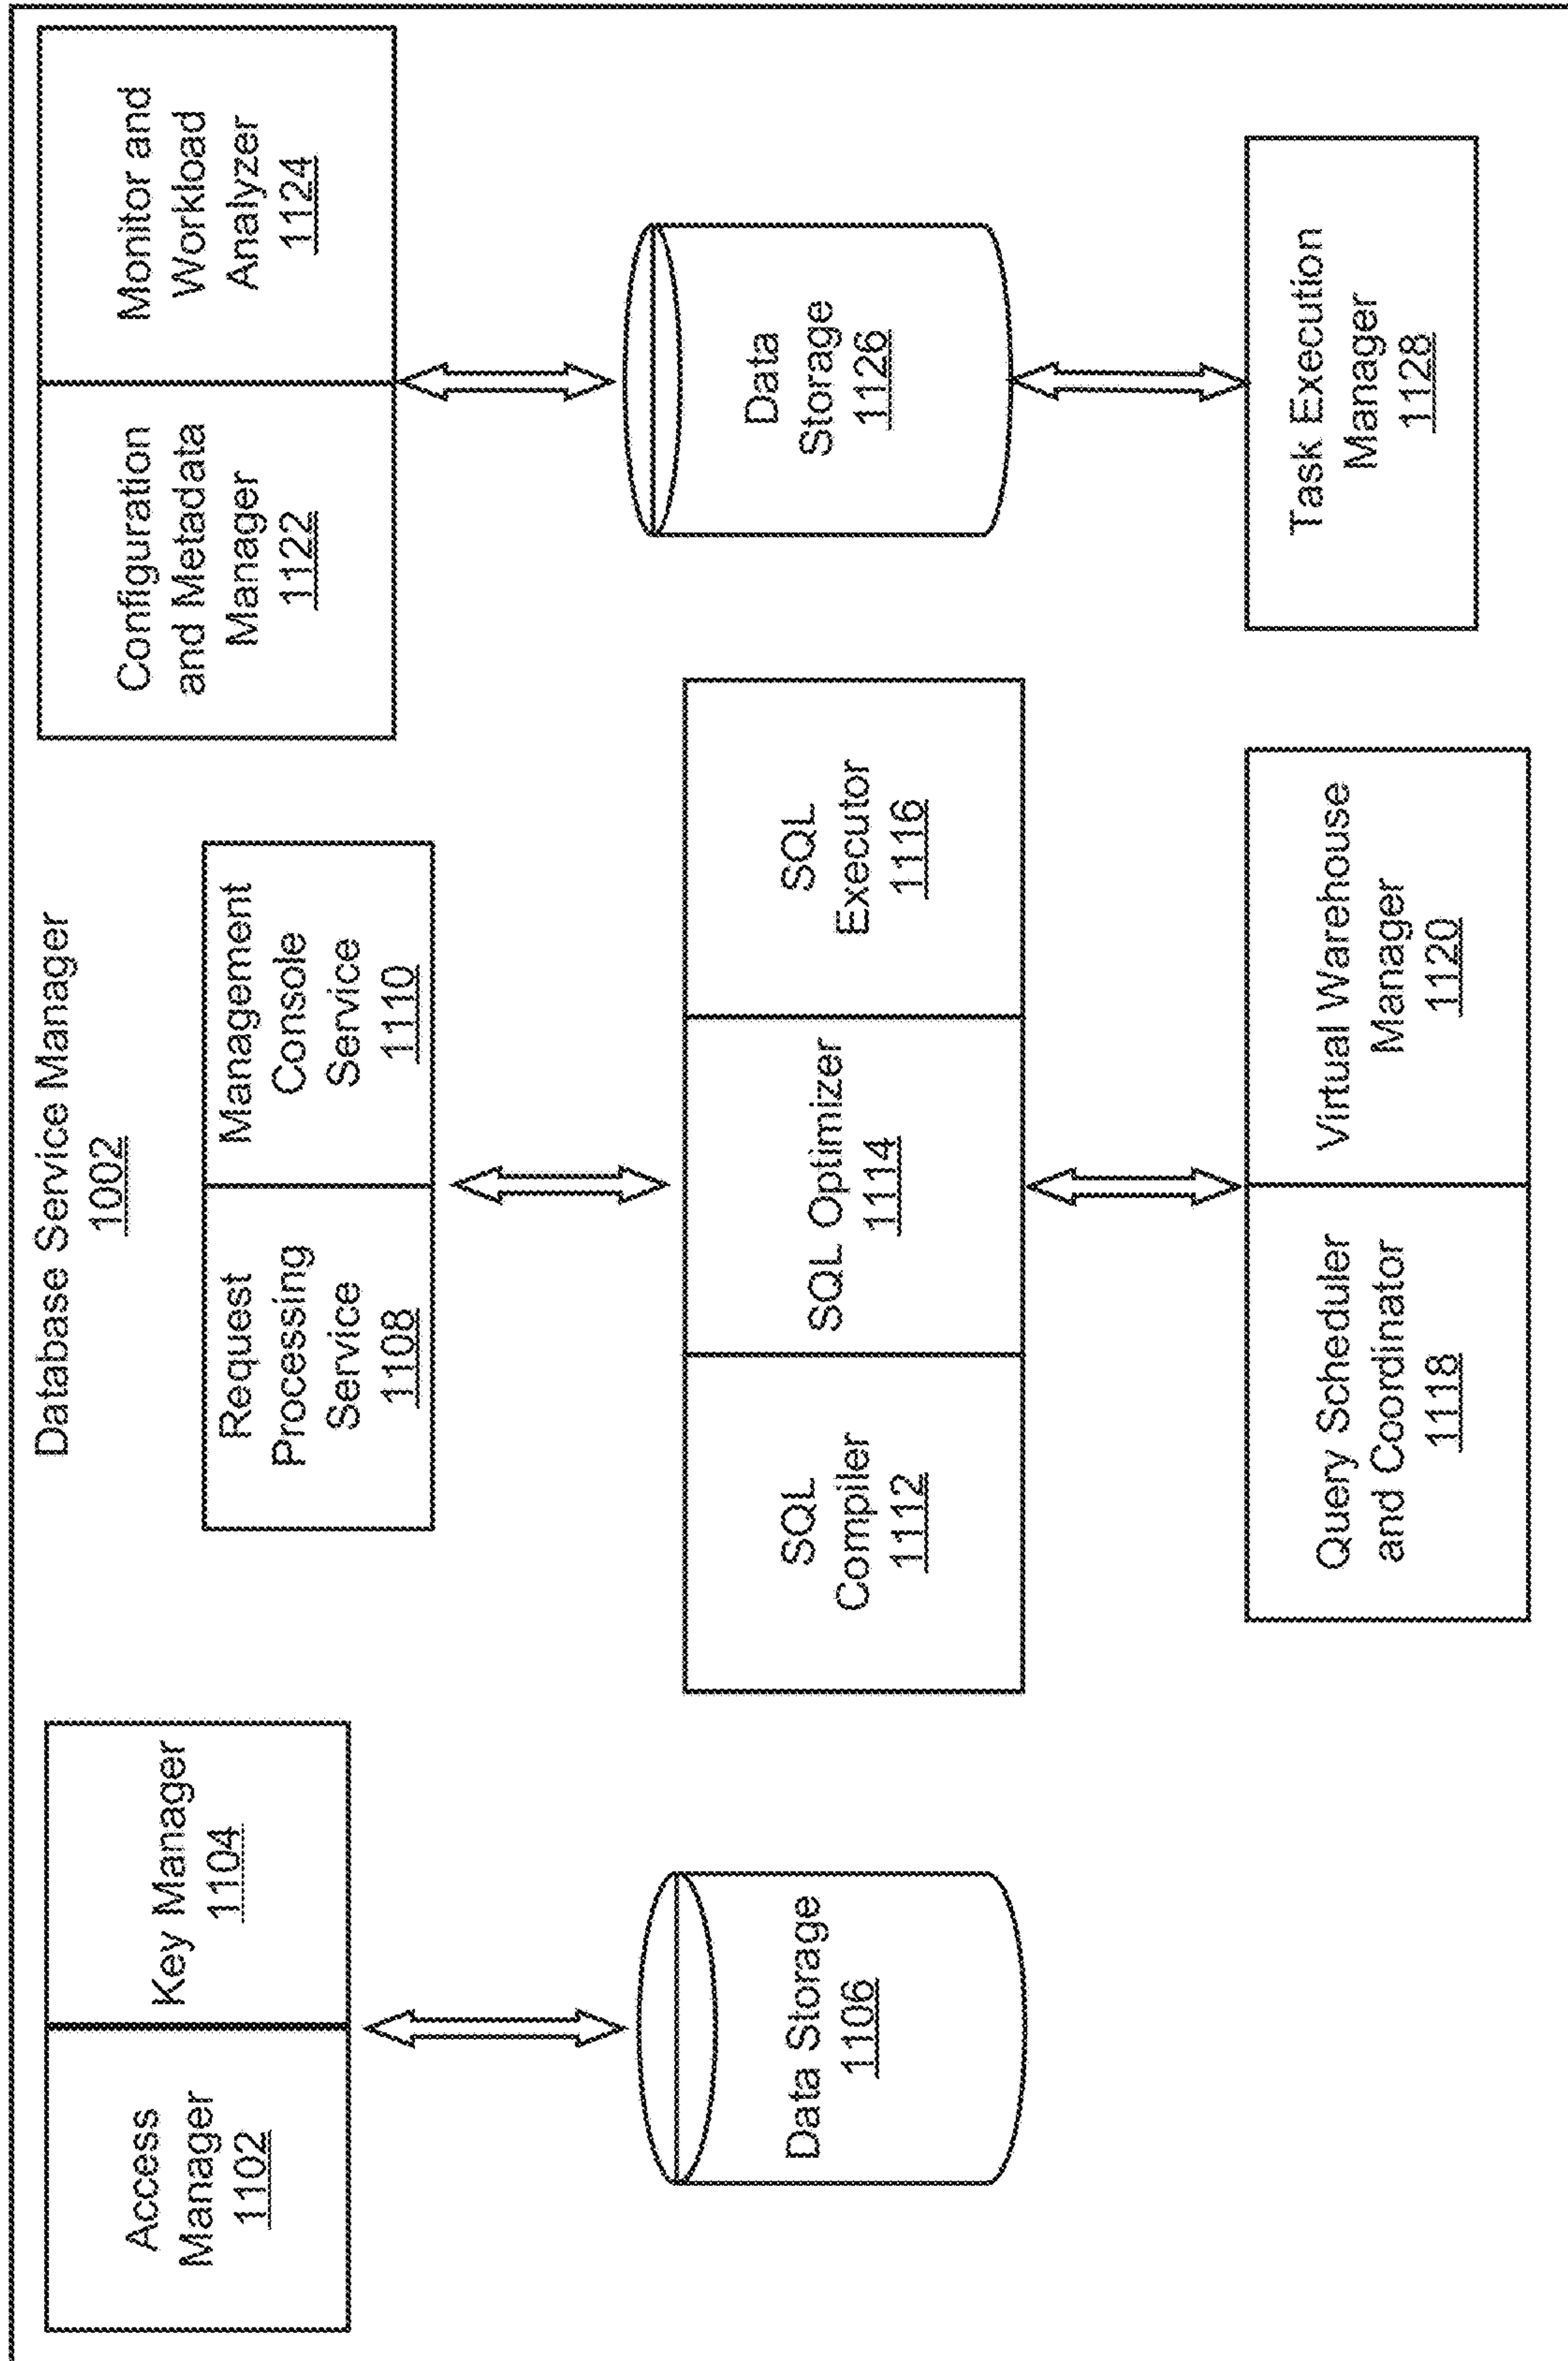 Database Service Manager
1002
Access
Manager
1102
Key Manager
1104
Data Storage
1106
Request
Processing
Service
1108
Management
Console
Service
1110
SQL
Compiler
1112
SQL Optimizer
1114
SQL
Executor
1116
Query Scheduler
and Coordinator
1118
Virtual Warehouse
Manager
1120
Configuration
and Metadata
Manager
1122
Monitor and
Workload
Analyzer
1124
Data
Storage
1126
Task Execution
Manager
1128